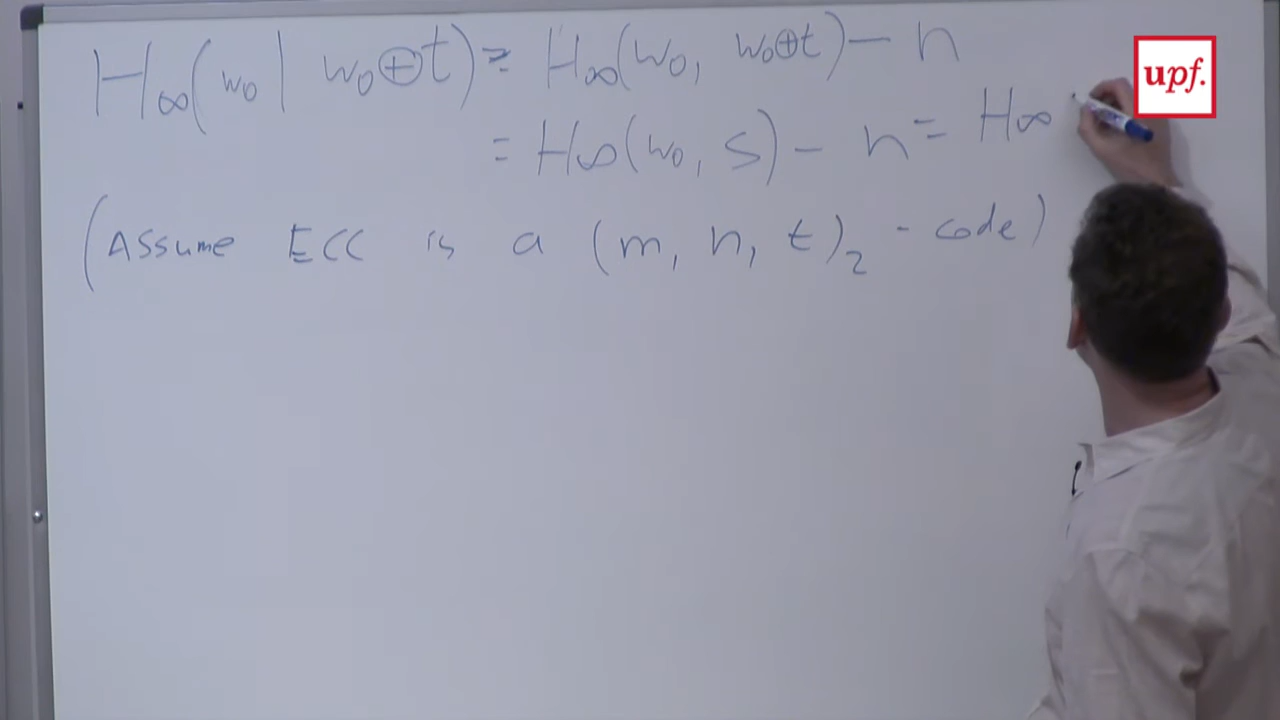 H∞(w₀ | w₀⊕t) ≥ H∞(w₀, w₀⊕t) – n
= H∞(w₀, S) – n = H∞
(Assume ECC is a (m, n, t)₂ - code)
upf.